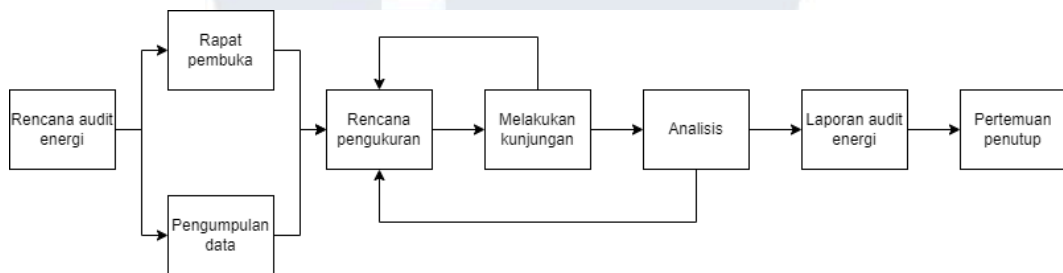 Rapat
pembuka
Rencana audit
energi
Rencana
pengukuran
Melakukan
kunjungan
Analisis
Laporan audit
energi
Pertemuan
penutup
Pengumpulan
data